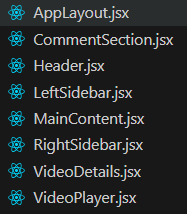 AppLayout.jsx
CommentSection.jsx
Header.jsx
LeftSidebar.jsx
MainContent.jsx
RightSidebar.jsx
VideoDetails.jsx
VideoPlayer.jsx